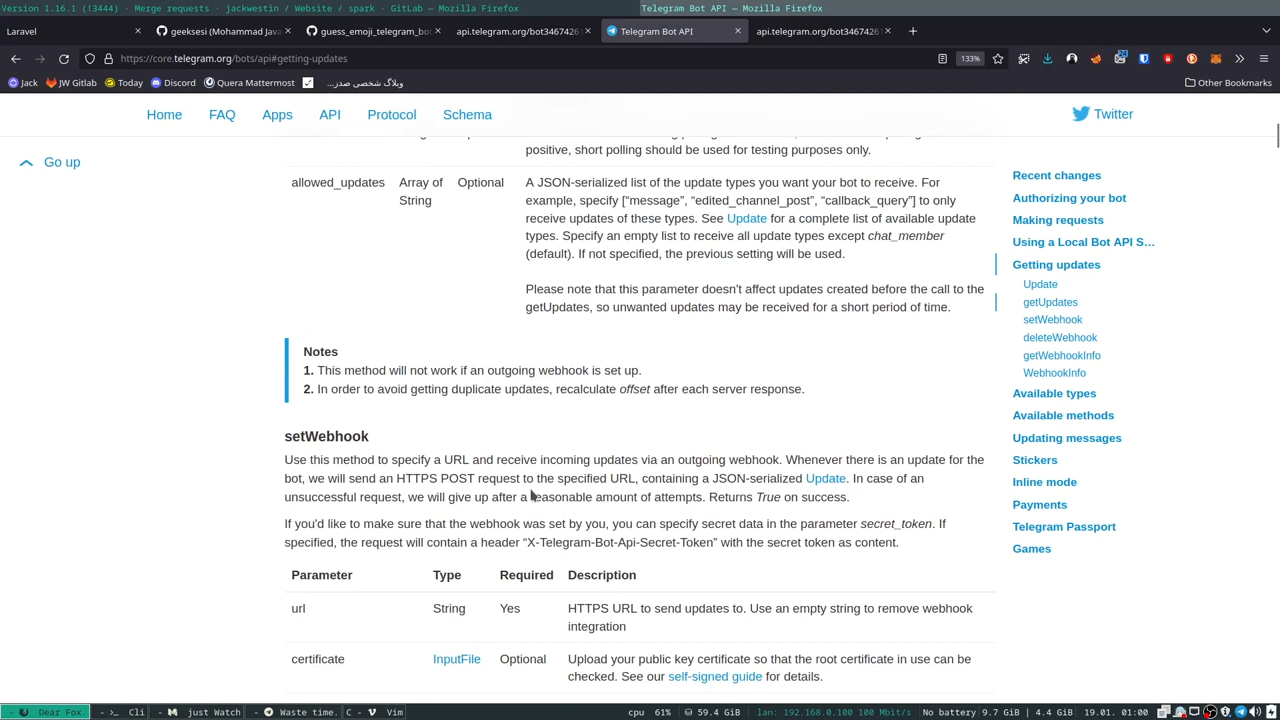 Version 1.16.1 (!3444) · Merge requests · jackwestin / Website / spark · GitLab — Mozilla Firefox
Telegram Bot API — Mozilla Firefox
Laravel
geeksesi (Mohammad Java
guess_emoji_telegram_bo
api.telegram.org/bot3467426
Telegram Bot API
api.telegram.org/bot3467426
https://core.telegram.org/bots/api#getting-updates
133%
Jack
JW Gitlab
Today
Discord
Quera Mattermost
وبلاگ شخصی صدر...
Other Bookmarks
Home
FAQ
Apps
API
Protocol
Schema
Twitter
Go up
positive, short polling should be used for testing purposes only.
allowed_updates
Array of
String
Optional
A JSON-serialized list of the update types you want your bot to receive. For
example, specify [“message”, “edited_channel_post”, “callback_query”] to only
receive updates of these types. See Update for a complete list of available update
types. Specify an empty list to receive all update types except chat_member
(default). If not specified, the previous setting will be used.
Please note that this parameter doesn't affect updates created before the call to the
getUpdates, so unwanted updates may be received for a short period of time.
Notes
1. This method will not work if an outgoing webhook is set up.
2. In order to avoid getting duplicate updates, recalculate offset after each server response.
setWebhook
Use this method to specify a URL and receive incoming updates via an outgoing webhook. Whenever there is an update for the
bot, we will send an HTTPS POST request to the specified URL, containing a JSON-serialized Update. In case of an
unsuccessful request, we will give up after a reasonable amount of attempts. Returns True on success.
If you'd like to make sure that the webhook was set by you, you can specify secret data in the parameter secret_token. If
specified, the request will contain a header “X-Telegram-Bot-Api-Secret-Token” with the secret token as content.
Parameter Type Required Description
url String Yes HTTPS URL to send updates to. Use an empty string to remove webhook
integration
certificate InputFile Optional Upload your public key certificate so that the root certificate in use can be
checked. See our self-signed guide for details.
Recent changes
Authorizing your bot
Making requests
Using a Local Bot API S...
Getting updates
Update
getUpdates
setWebhook
deleteWebhook
getWebhookInfo
WebhookInfo
Available types
Available methods
Updating messages
Stickers
Inline mode
Payments
Telegram Passport
Games
Dear Fox.
Cli
just Watch
Waste time.
C - Vim
cpu 61% 59.4 GiB lan: 192.168.0.100 100 Mbit/s No battery 9.7 GiB | 4.4 GiB 19.01. 01:00